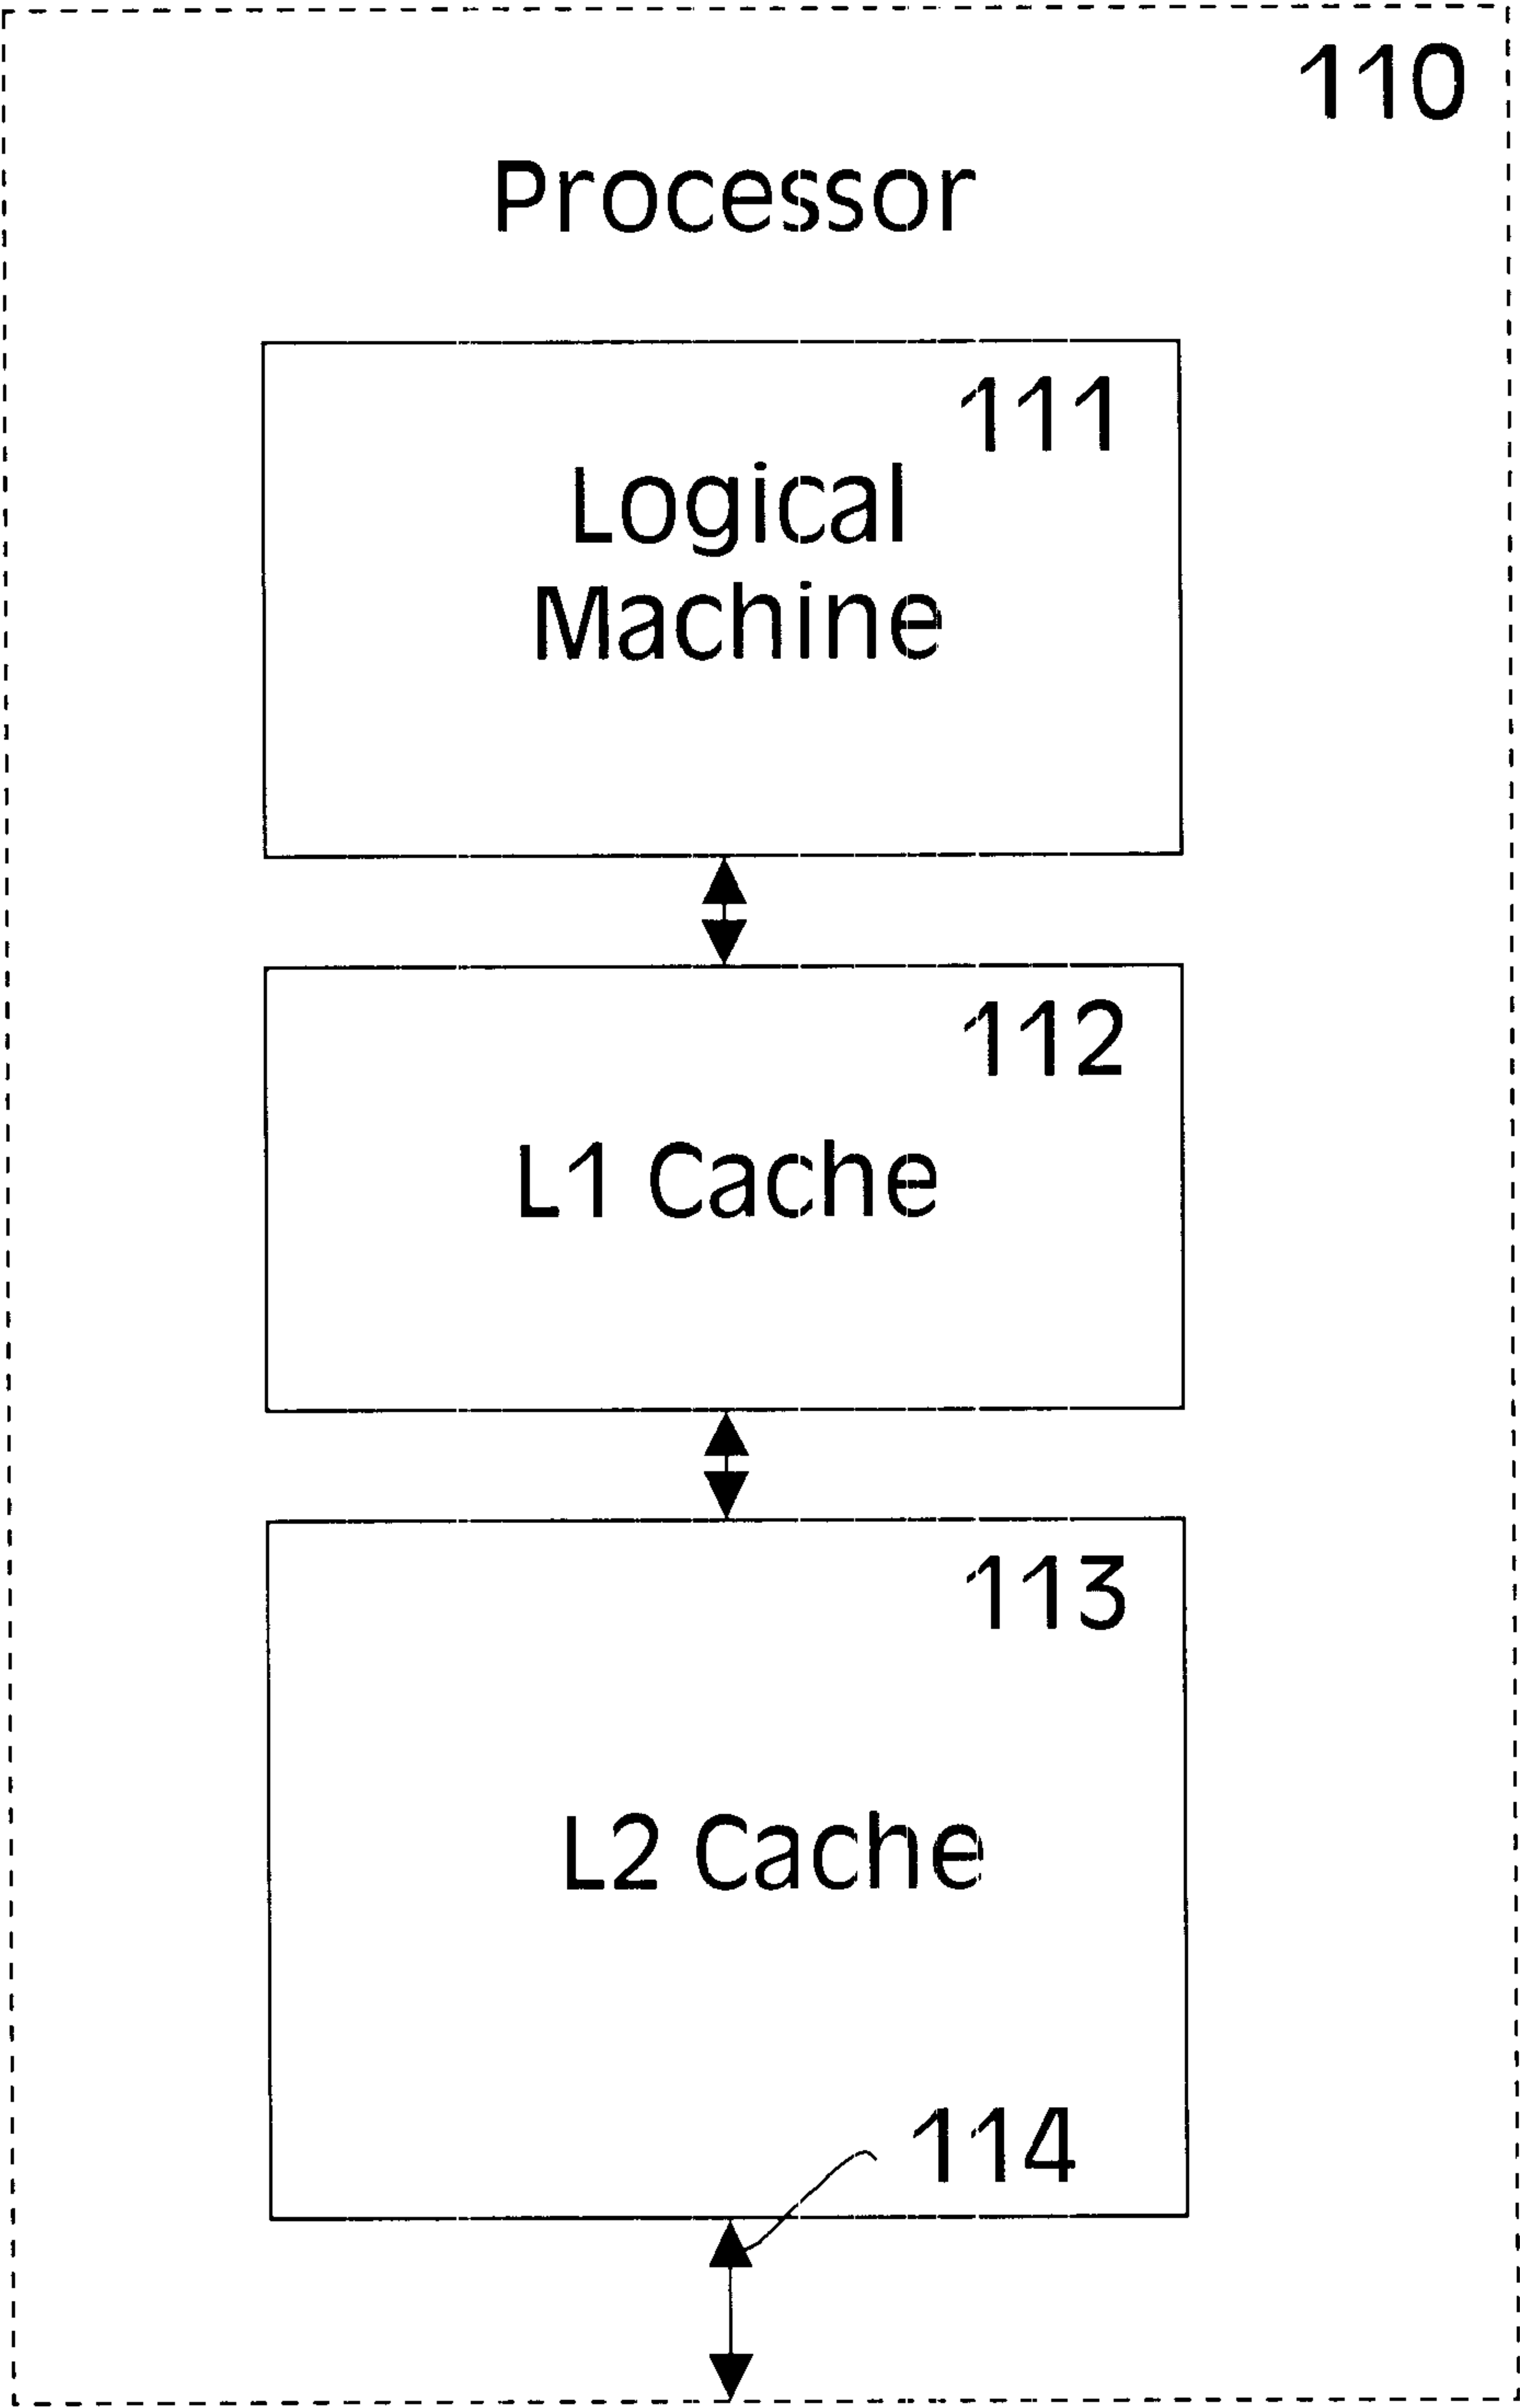 110
Processor
111
Logical
Machine
112
L1 Cache
113
L2 Cache
114